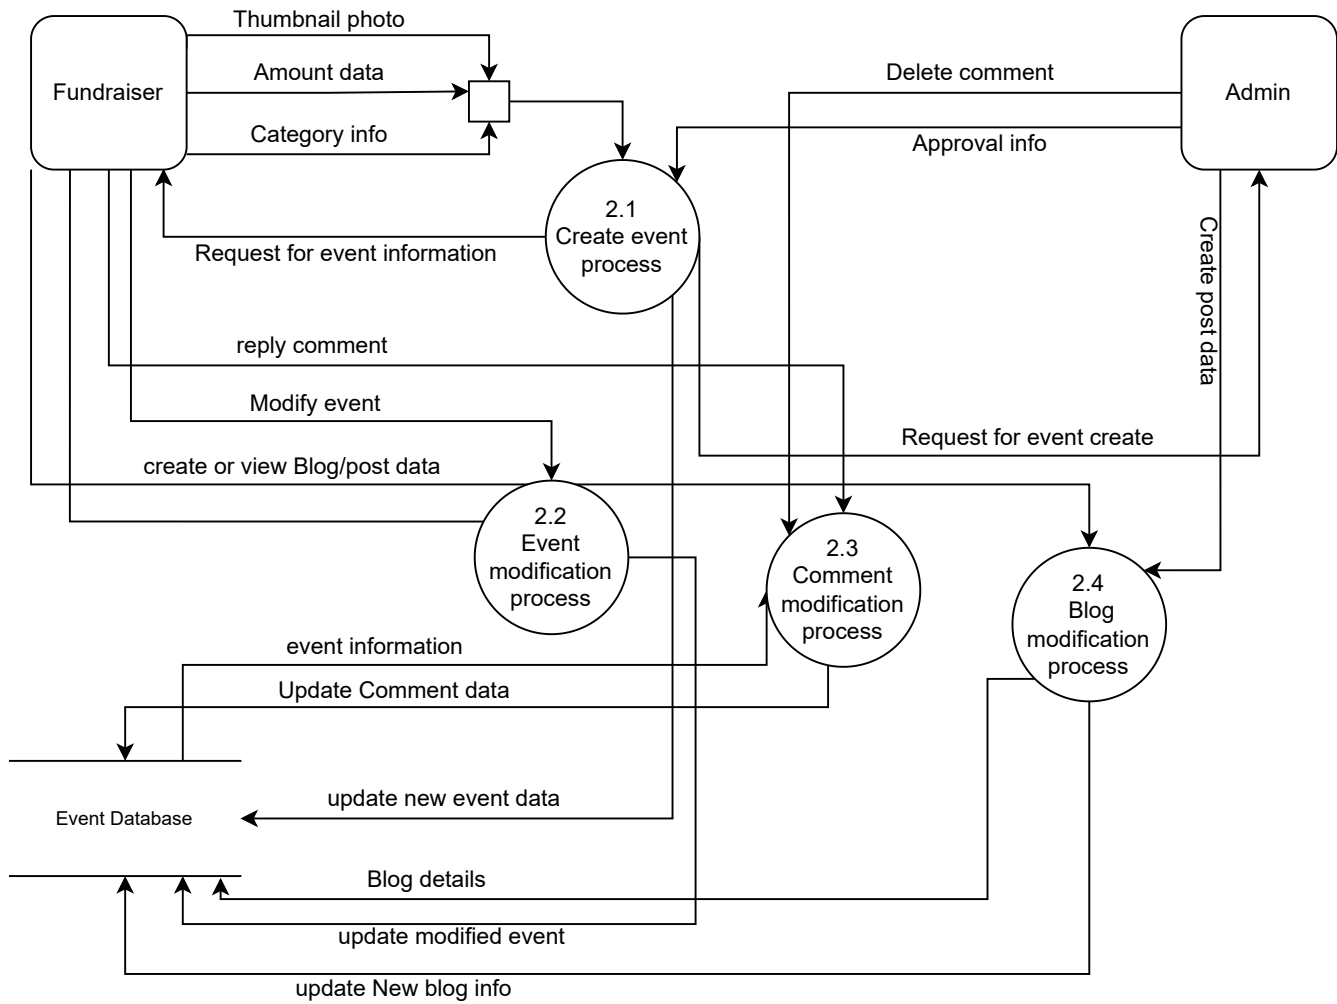 Thumbnail photo
Fundraiser
Amount data
Category info
Delete comment
Admin
Approval info
2.1
Create event
process
Request for event information
Create post data
reply comment
Modify event
Request for event create
create or view Blog/post data
2.2
Event
modification
process
2.3
Comment
modification
process
2.4
Blog
modification
process
event information
Update Comment data
update new event data
Event Database
Blog details
update modified event
update New blog info